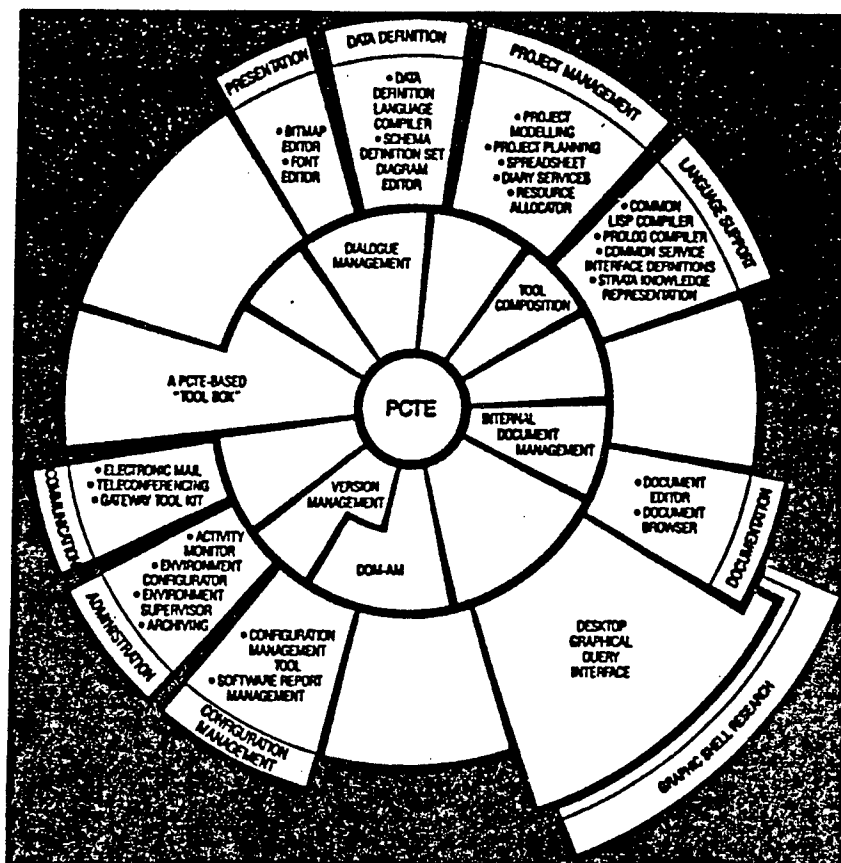 PRESENTATION
• BITMAP
EDITOR
• FONT
EDITOR
DATA DEFINITION
• DATA
DEFINITION
LANGUAGE
COMPILER
• SCHEMA
DEFINITION SET
DIAGRAM
EDITOR
PROJECT MANAGEMENT
• PROJECT
MODELLING
• PROJECT PLANNING
• SPREADSHEET
• DIARY SERVICES
• RESOURCE
ALLOCATOR
LANGUAGE SUPPORT
• COMMON
LISP COMPILER
• PROLOG COMPILER
• COMMON SERVICE
INTERFACE DEFINITIONS
• STRATA KNOWLEDGE
REPRESENTATION
DIALOGUE
MANAGEMENT
TOOL
COMPOSITION
A PCTE-BASED
"TOOL BOX"
PCTE
INTERNAL
DOCUMENT
MANAGEMENT
VERSION
MANAGEMENT
DOM-AM
COMMUNICATION
• ELECTRONIC MAIL
• TELECONFERENCING
• GATEWAY TOOL KIT
ADMINISTRATION
• ACTIVITY
MONITOR
• ENVIRONMENT
CONFIGURATOR
• ENVIRONMENT
SUPERVISOR
• ARCHIVING
CONFIGURATION
MANAGEMENT
• CONFIGURATION
MANAGEMENT
TOOL
• SOFTWARE REPORT
MANAGEMENT
• DOCUMENT
EDITOR
• DOCUMENT
BROWSER
DOCUMENTATION
DESKTOP
GRAPHICAL
QUERY
INTERFACE
GRAPHIC SHELL RESEARCH